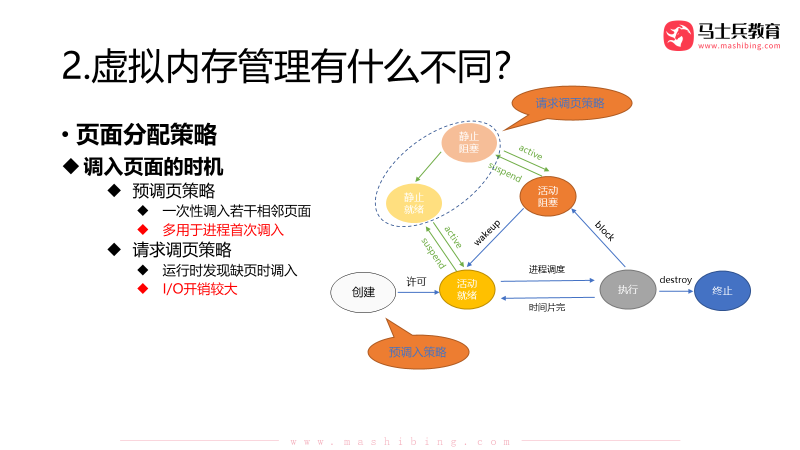 马士兵教育
www.mashibing.com
2.虚拟内存管理有什么不同？
• 页面分配策略
◆ 调入页面的时机
◆ 预调页策略
◆ 一次性调入若干相邻页面
◆ 多用于进程首次调入
◆ 请求调页策略
◆ 运行时发现缺页时调入
◆ I/O开销较大
请求调页策略
静止
阻塞
active
suspend
静止
就绪
活动
阻塞
active
suspend
wakeup
block
创建
许可
活动
就绪
进程调度
时间片完
执行
destroy
终止
预调入策略
www.mashibing.com